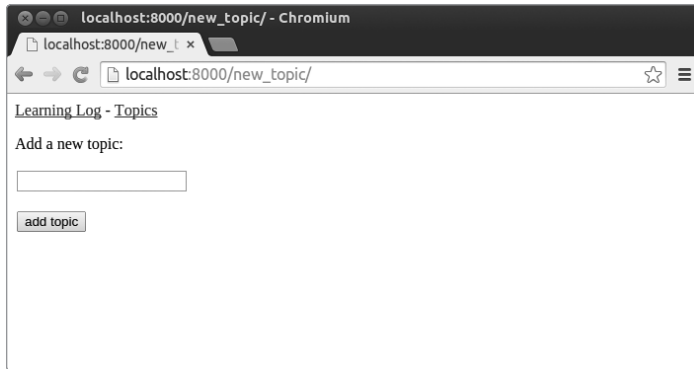 localhost:8000/new_topic/ - Chromium
localhost:8000/new_t
localhost:8000/new_topic/
Learning Log - Topics
Add a new topic:
add topic